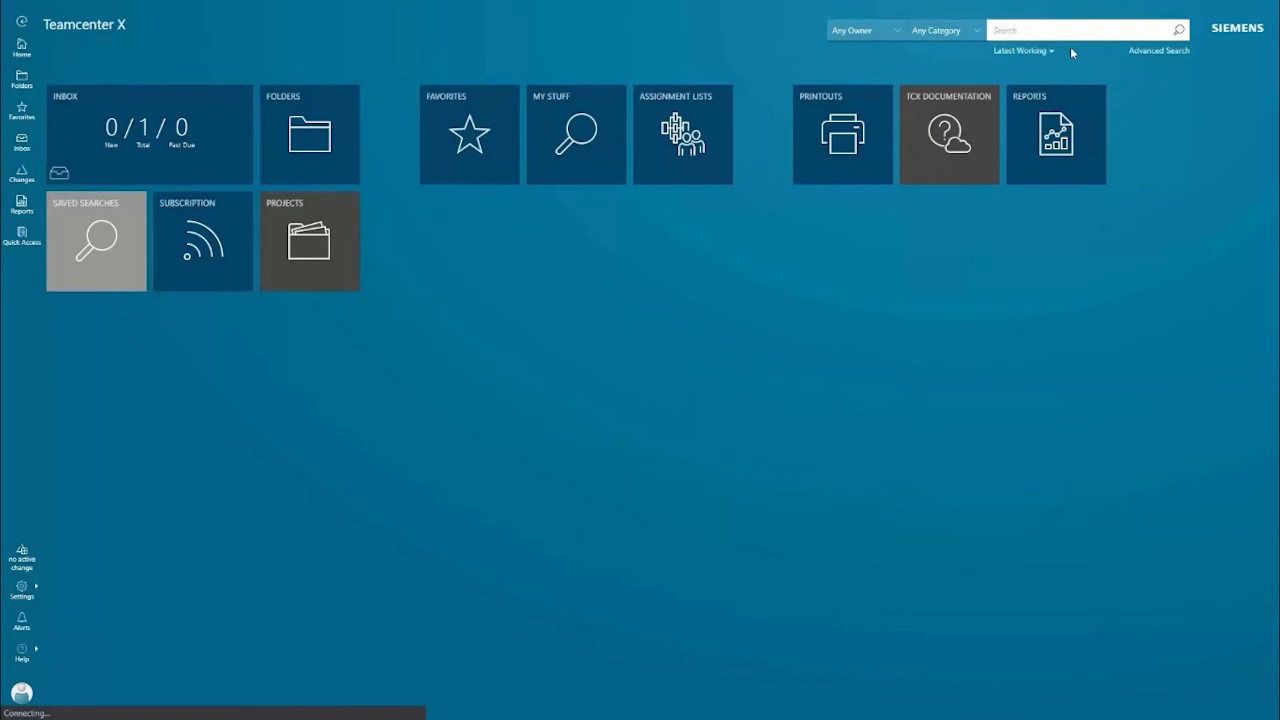 Teamcenter X
Any Owner
Any Category
Search
SIEMENS
Latest Working
Advanced Search
Home
Folders
Favorites
Inbox
Changes
Reports
Quick Access
INBOX
0 / 1 / 0
New Total Past Due
FOLDERS
FAVORITES
MY STUFF
ASSIGNMENT LISTS
PRINTOUTS
TCX DOCUMENTATION
REPORTS
SAVED SEARCHES
SUBSCRIPTION
PROJECTS
no active
change
Settings
Alerts
Help
Connecting...